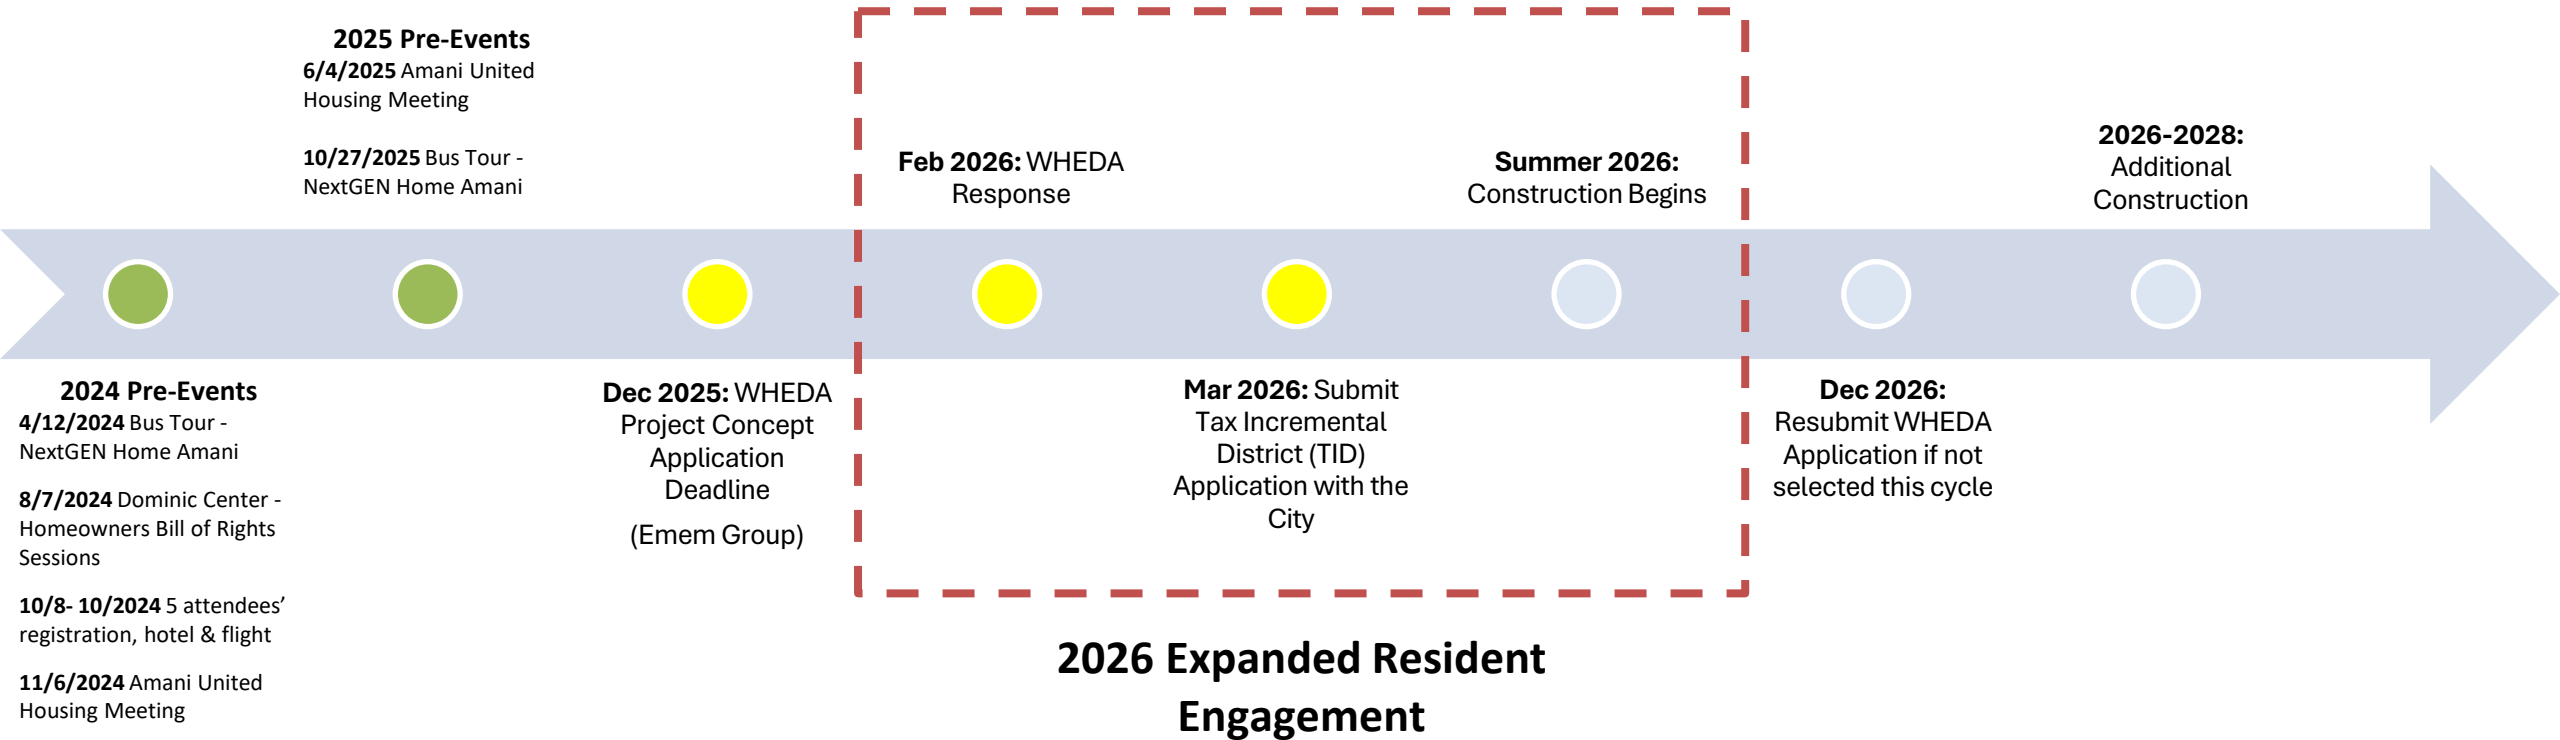 2025 Pre-Events
6/4/2025 Amani United
Housing Meeting
10/27/2025 Bus Tour -
NextGEN Home Amani
Feb 2026: WHEDA
Response
Summer 2026:
Construction Begins
2026-2028:
Additional
Construction
2024 Pre-Events
4/12/2024 Bus Tour -
NextGEN Home Amani
8/7/2024 Dominic Center -
Homeowners Bill of Rights
Sessions
10/8- 10/2024 5 attendees’
registration, hotel & flight
11/6/2024 Amani United
Housing Meeting
Dec 2025: WHEDA
Project Concept
Application
Deadline
(Emem Group)
Mar 2026: Submit
Tax Incremental
District (TID)
Application with the
City
Dec 2026:
Resubmit WHEDA
Application if not
selected this cycle
2026 Expanded Resident
Engagement